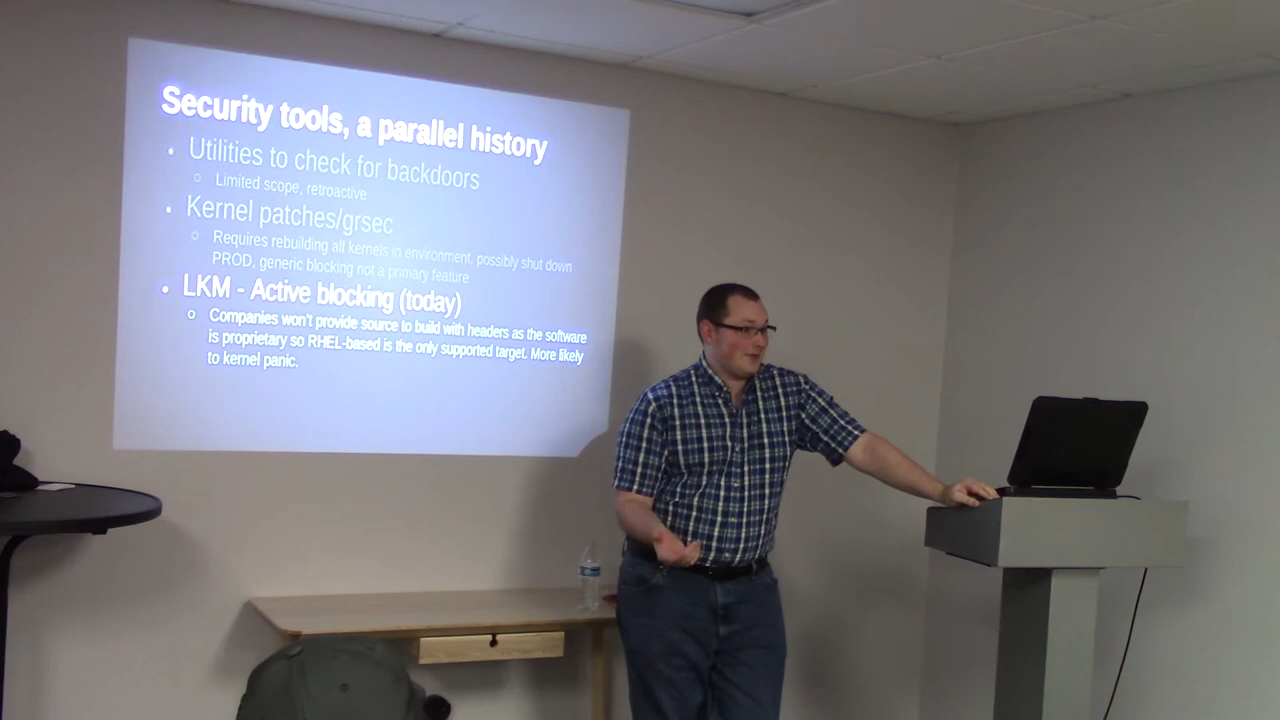 Security tools, a parallel history
• Utilities to check for backdoors
○ Limited scope, retroactive
• Kernel patches/grsec
○ Requires rebuilding all kernels in environment, possibly shut down
PROD, generic blocking not a primary feature
• LKM - Active blocking (today)
○ Companies won't provide source to build with headers as the software
is proprietary so RHEL-based is the only supported target. More likely
to kernel panic.